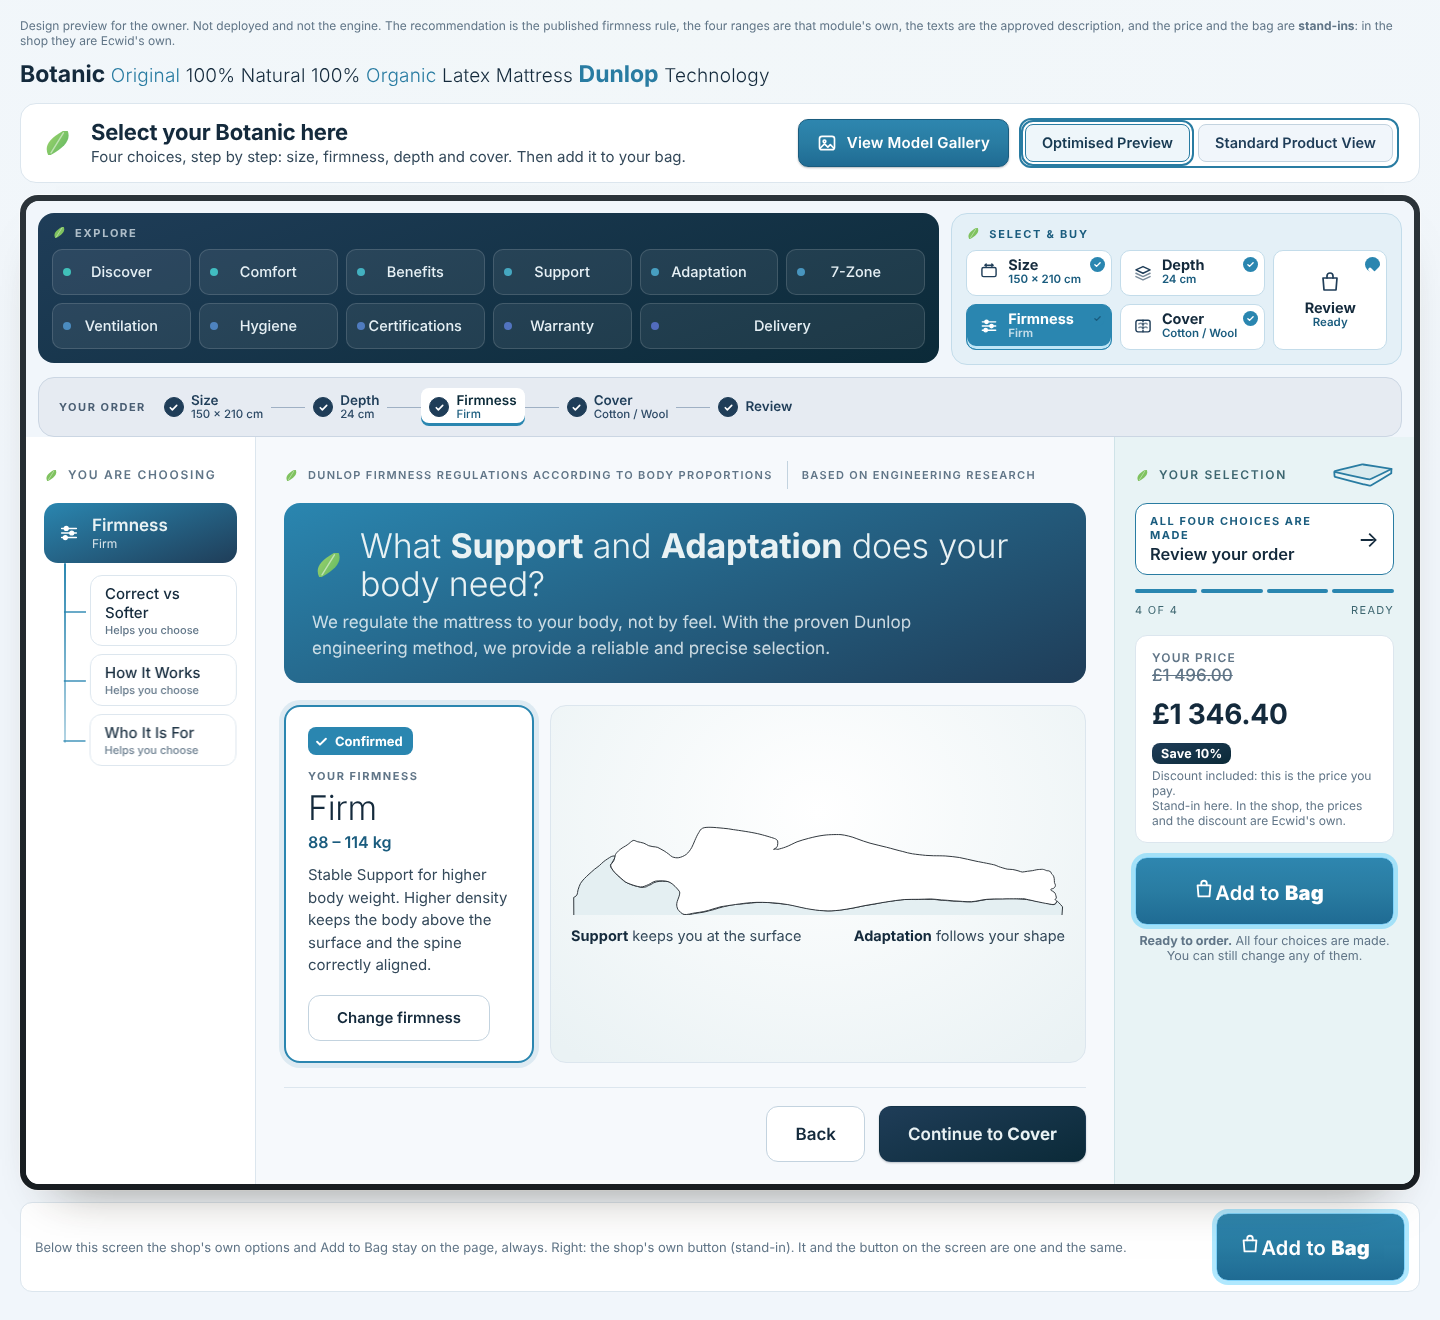 Design preview for the owner. Not deployed and not the engine. The recommendation is the published firmness rule, the four ranges are that module's own, the texts are the approved description, and the price and the bag are stand-ins: in the
shop they are Ecwid's own.
Botanic Original 100% Natural 100% Organic Latex Mattress Dunlop Technology
Select your Botanic here
Four choices, step by step: size, firmness, depth and cover. Then add it to your bag.
View Model Gallery
Optimised Preview
Standard Product View
EXPLORE
Discover
Comfort
Benefits
Support
Adaptation
7-Zone
Ventilation
Hygiene
Certifications
Warranty
Delivery
SELECT & BUY
Size
150 × 210 cm
Depth
24 cm
Firmness
Firm
Cover
Cotton / Wool
Review
Ready
YOUR ORDER
Size
150 × 210 cm
Depth
24 cm
Firmness
Firm
Cover
Cotton / Wool
Review
YOU ARE CHOOSING
Firmness
Firm
Correct vs
Softer
Helps you choose
How It Works
Helps you choose
Who It Is For
Helps you choose
DUNLOP FIRMNESS REGULATIONS ACCORDING TO BODY PROPORTIONS
BASED ON ENGINEERING RESEARCH
What Support and Adaptation does your
body need?
We regulate the mattress to your body, not by feel. With the proven Dunlop
engineering method, we provide a reliable and precise selection.
Confirmed
YOUR FIRMNESS
Firm
88 – 114 kg
Stable Support for higher
body weight. Higher density
keeps the body above the
surface and the spine
correctly aligned.
Change firmness
Support keeps you at the surface
Adaptation follows your shape
Back
Continue to Cover
YOUR SELECTION
ALL FOUR CHOICES ARE
MADE
Review your order
4 OF 4
READY
YOUR PRICE
£1 496.00
£1 346.40
Save 10%
Discount included: this is the price you
pay.
Stand-in here. In the shop, the prices
and the discount are Ecwid's own.
Add to Bag
Ready to order. All four choices are made.
You can still change any of them.
Below this screen the shop's own options and Add to Bag stay on the page, always. Right: the shop's own button (stand-in). It and the button on the screen are one and the same.
Add to Bag